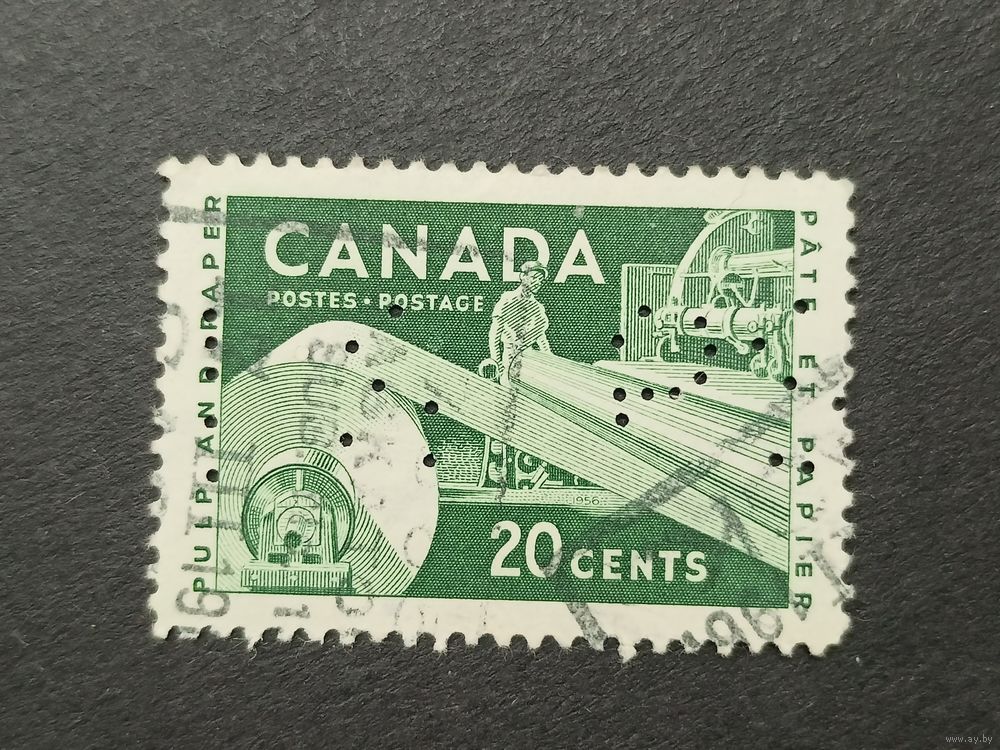 CANADA
POSTES · POSTAGE
PULP AND PAPER
PÂTE ET PAPIER
1956
20 CENTS
www.ay.by